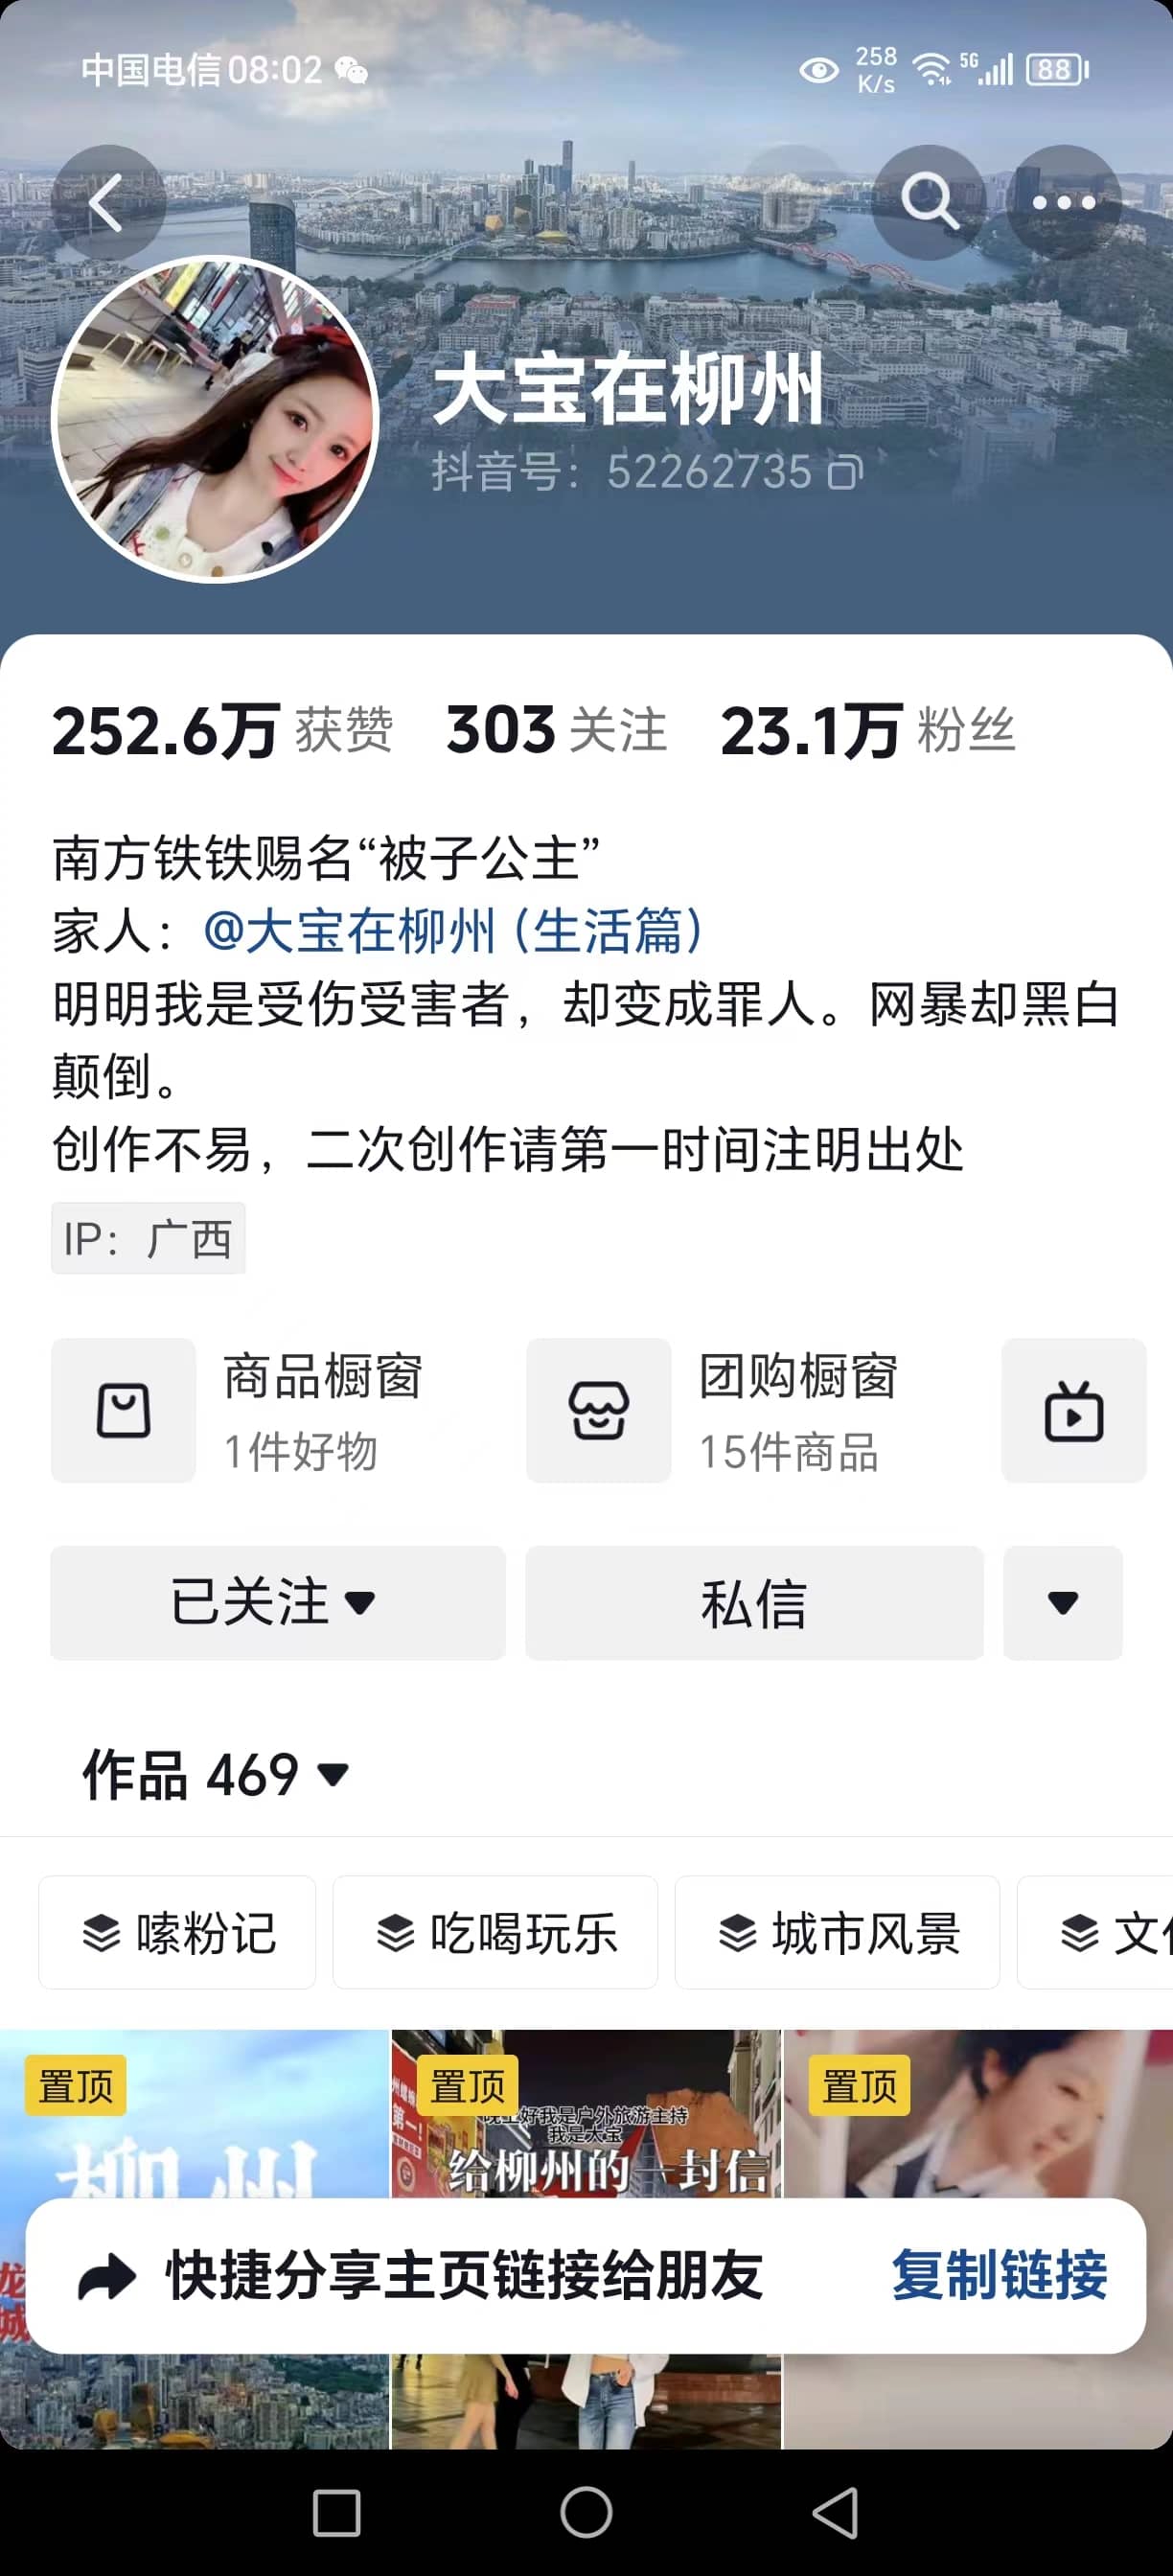 中国电信 08:02
258 K/s 5G 88
大宝在柳州
抖音号：52262735
252.6万 获赞 303 关注 23.1万 粉丝
南方铁铁赐名“被子公主”
家人：@大宝在柳州（生活篇）
明明我是受伤受害者，却变成罪人。网暴却黑白
颠倒。
创作不易，二次创作请第一时间注明出处
IP：广西
商品橱窗 团购橱窗
1件好物 15件商品
已关注 私信
作品 469
嗦粉记 吃喝玩乐 城市风景 文
置顶 置顶 置顶
晚上好我是户外旅游主持
我是大宝
柳州 给柳州的一封信
快捷分享主页链接给朋友 复制链接
龙
城